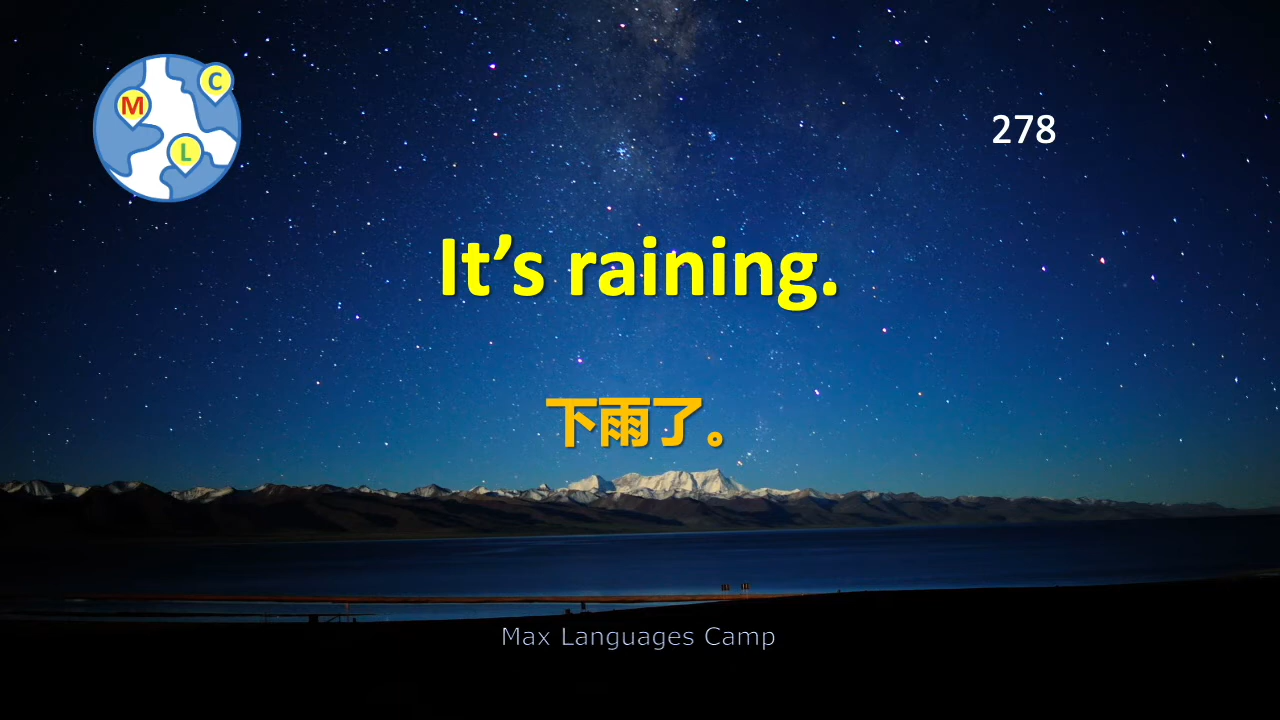 M
C
L
278
It’s raining.
下雨了。
Max Languages Camp